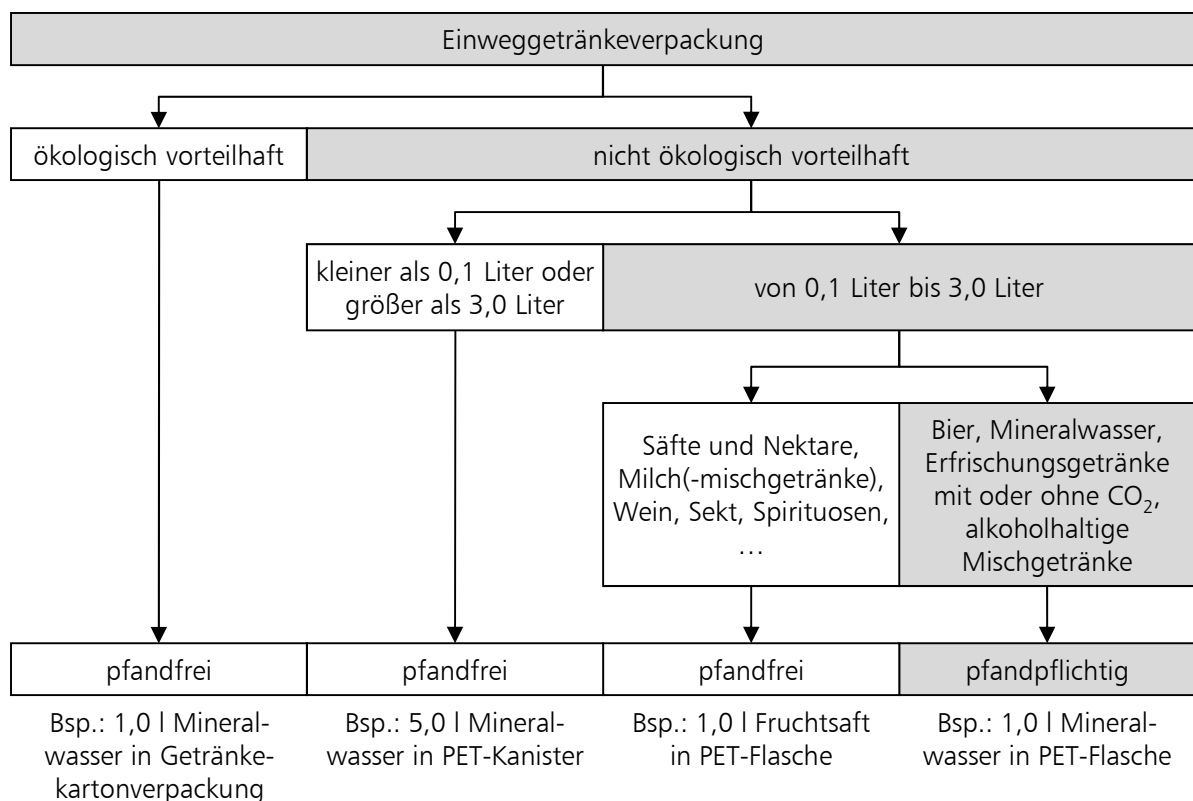 Einweggetränkeverpackung
ökologisch vorteilhaft
nicht ökologisch vorteilhaft
kleiner als 0,1 Liter oder
größer als 3,0 Liter
von 0,1 Liter bis 3,0 Liter
Säfte und Nektare,
Milch(-mischgetränke),
Wein, Sekt, Spirituosen,
…
Bier, Mineralwasser,
Erfrischungsgetränke
mit oder ohne CO₂,
alkoholhaltige
Mischgetränke
pfandfrei
pfandfrei
pfandfrei
pfandpflichtig
Bsp.: 1,0 l Mineral-
wasser in Getränke-
kartonverpackung
Bsp.: 5,0 l Mineral-
wasser in PET-Kanister
Bsp.: 1,0 l Fruchtsaft
in PET-Flasche
Bsp.: 1,0 l Mineral-
wasser in PET-Flasche